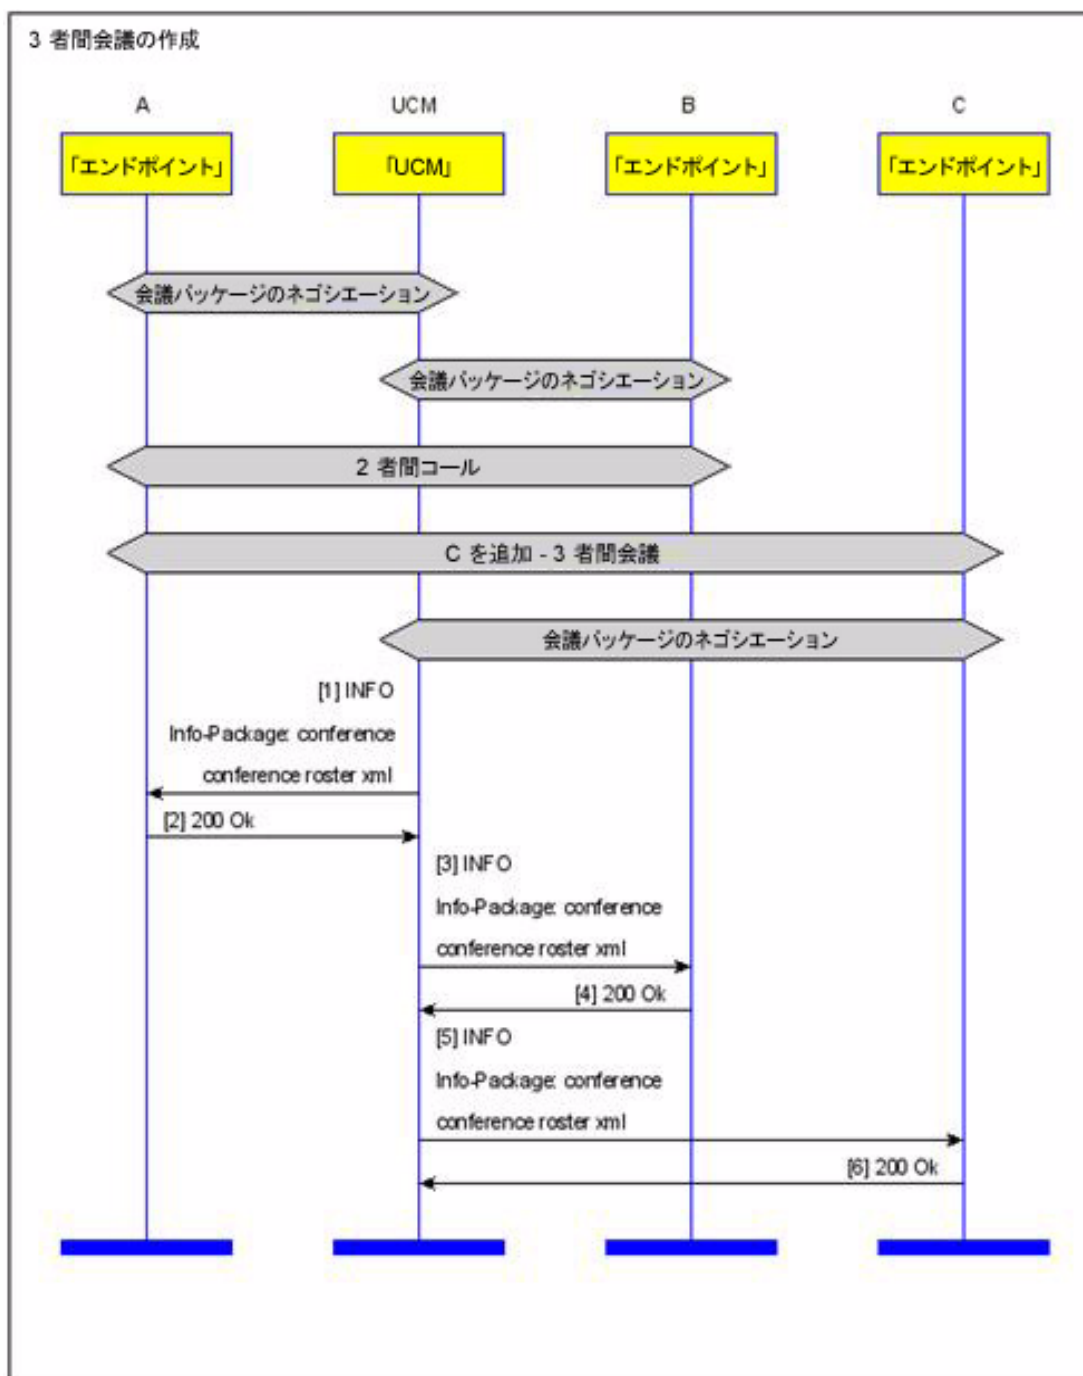 3 者間会議の作成
A
UCM
B
C
「エンドポイント」
「UCM」
「エンドポイント」
「エンドポイント」
会議パッケージのネゴシエーション
会議パッケージのネゴシエーション
2 者間コール
C を追加 - 3 者間会議
会議パッケージのネゴシエーション
[1] INFO
Info-Package: conference
conference roster xml
[2] 200 Ok
[3] INFO
Info-Package: conference
conference roster xml
[4] 200 Ok
[5] INFO
Info-Package: conference
conference roster xml
[6] 200 Ok